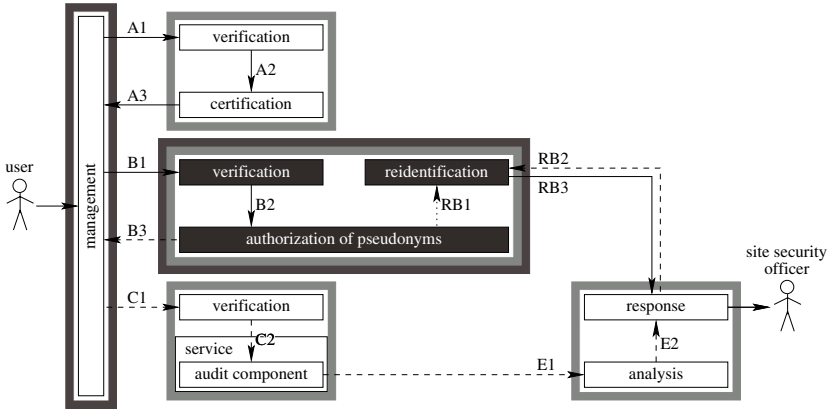 A1
verification
A2
A3
certification
user
management
B1
verification
reidentification
RB2
RB3
B2
RB1
B3
authorization of pseudonyms
site security
officer
C1
verification
response
C2
service
E2
audit component
E1
analysis